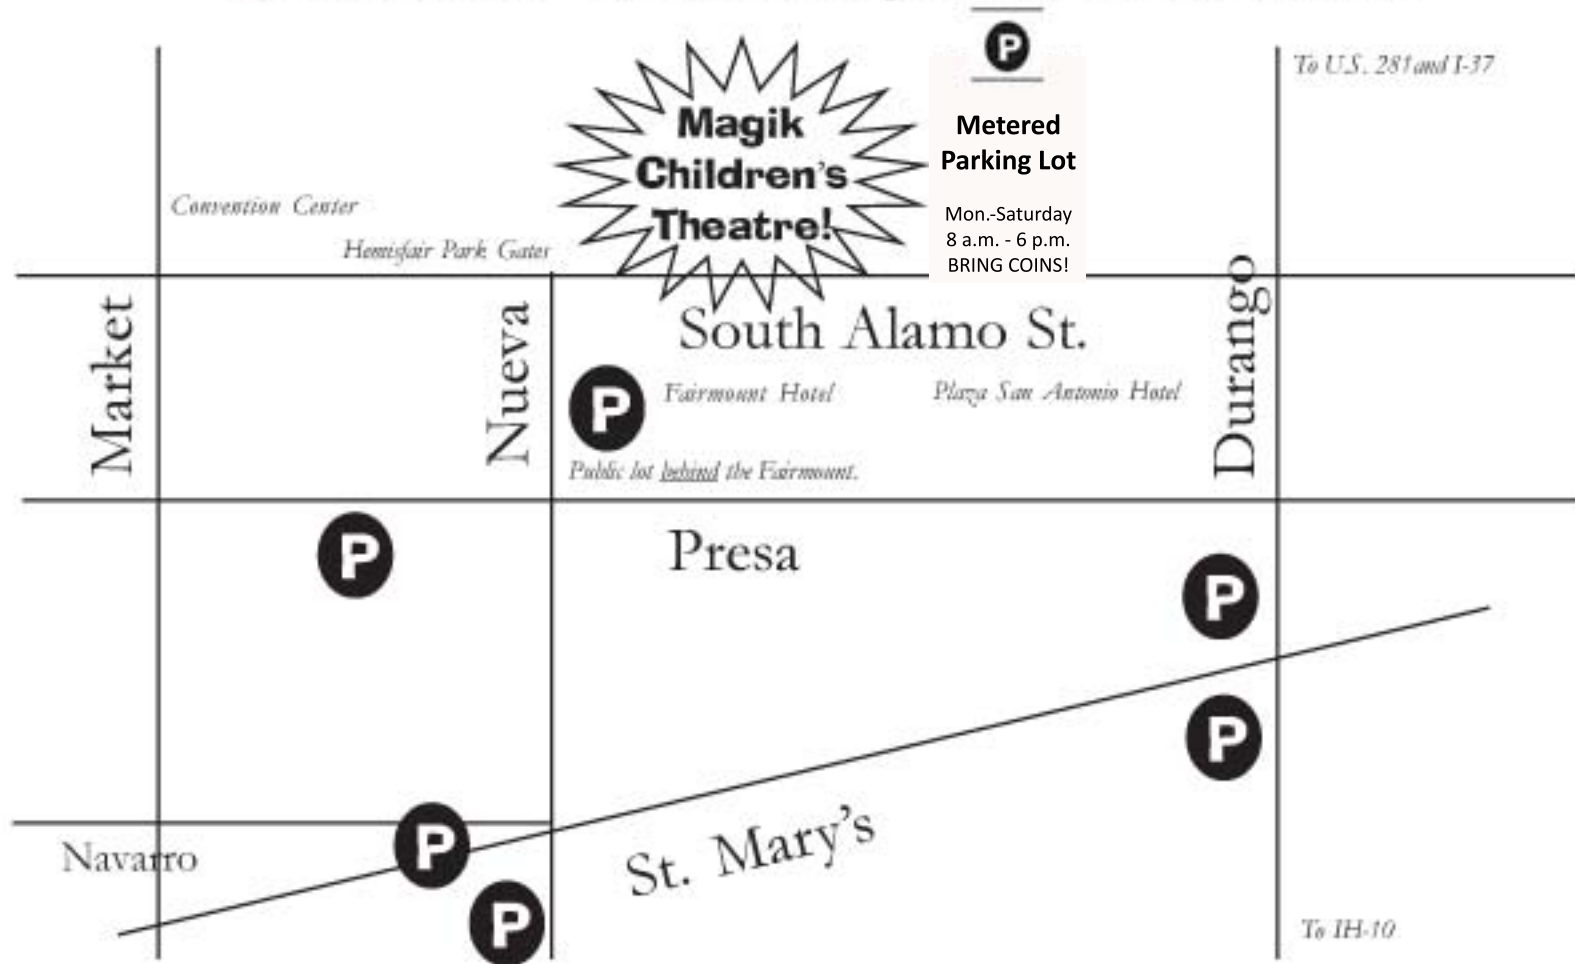 P
To U.S. 281 and I-37
Magik
Children's
Theatre!
Metered
Parking Lot
Mon.-Saturday
8 a.m. - 6 p.m.
BRING COINS!
Convention Center
Hemisfair Park Gates
Market
Nueva
South Alamo St.
Durango
P
Fairmount Hotel
Plaza San Antonio Hotel
Public lot behind the Fairmount.
P
Presa
P
P
Navarro
P
St. Mary's
P
To IH-10